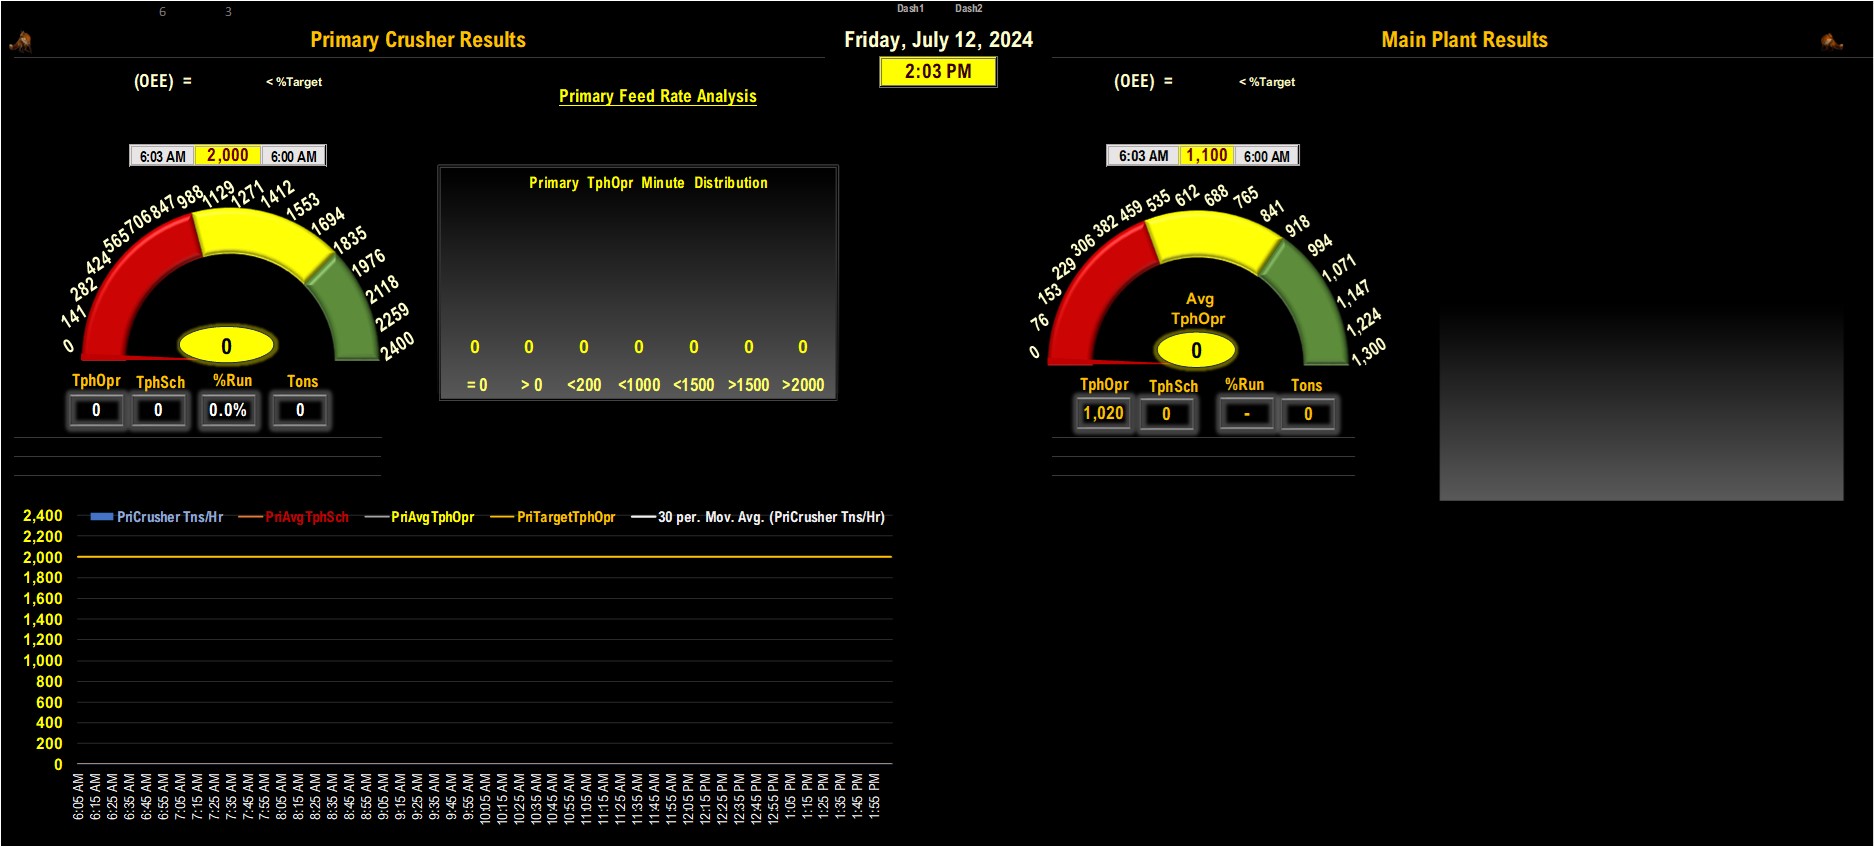 6 3 Dash1 Dash2
Primary Crusher Results Friday, July 12, 2024 Main Plant Results
2:03 PM
(OEE) = < %Target (OEE) = < %Target
Primary Feed Rate Analysis
6:03 AM 2,000 6:00 AM
0 141 282 424 565 706 847 988 1129 1271 1412 1553 1694 1835 1976 2118 2259 2400
0
TphOpr TphSch %Run Tons
0 0 0.0% 0
Primary TphOpr Minute Distribution
0 0 0 0 0 0 0
= 0 > 0 <200 <1000 <1500 >1500 >2000
6:03 AM 1,100 6:00 AM
0 76 153 229 306 382 459 535 612 688 765 841 918 994 1,071 1,147 1,224 1,300
Avg
TphOpr
0
TphOpr TphSch %Run Tons
1,020 0 - 0
PriCrusher Tns/Hr PriAvgTphSch PriAvgTphOpr PriTargetTphOpr 30 per. Mov. Avg. (PriCrusher Tns/Hr)
2,400
2,200
2,000
1,800
1,600
1,400
1,200
1,000
800
600
400
200
0
6:05 AM 6:15 AM 6:25 AM 6:35 AM 6:45 AM 6:55 AM 7:05 AM 7:15 AM 7:25 AM 7:35 AM 7:45 AM 7:55 AM 8:05 AM 8:15 AM 8:25 AM 8:35 AM 8:45 AM 8:55 AM 9:05 AM 9:15 AM 9:25 AM 9:35 AM 9:45 AM 9:55 AM 10:05 AM 10:15 AM 10:25 AM 10:35 AM 10:45 AM 10:55 AM 11:05 AM 11:15 AM 11:25 AM 11:35 AM 11:45 AM 11:55 AM 12:05 PM 12:15 PM 12:25 PM 12:35 PM 12:45 PM 12:55 PM 1:05 PM 1:15 PM 1:25 PM 1:35 PM 1:45 PM 1:55 PM